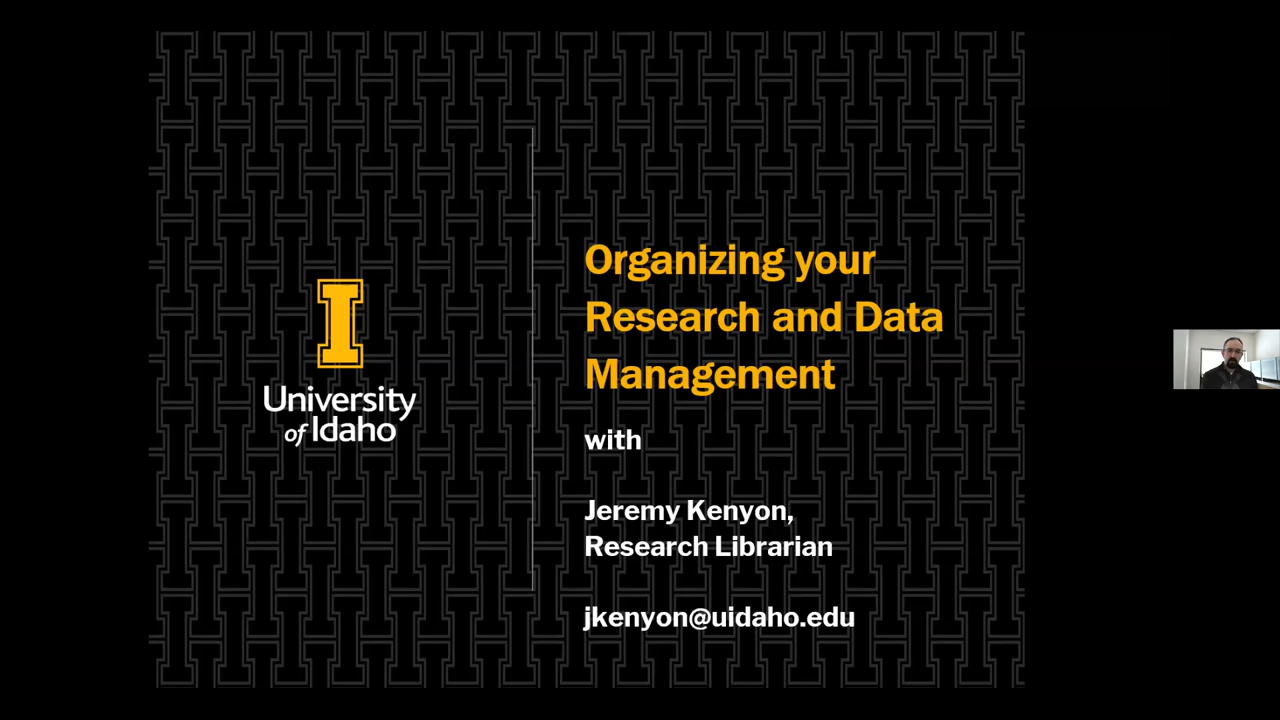 University
of Idaho
Organizing your
Research and Data
Management
with
Jeremy Kenyon,
Research Librarian
jkenyon@uidaho.edu